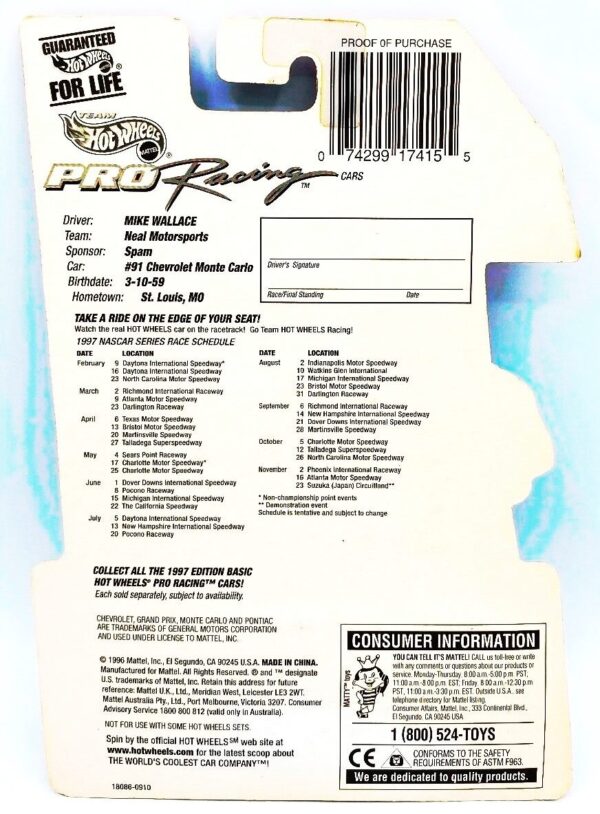 GUARANTEED
Hot Wheels
FOR LIFE
PROOF OF PURCHASE
0 74299 17415 5
TEAM
Hot Wheels
MATTEL
PRO Racing™ CARS
Driver: MIKE WALLACE
Team: Neal Motorsports
Sponsor: Spam
Car: #91 Chevrolet Monte Carlo
Birthdate: 3-10-59
Hometown: St. Louis, MO
Driver's Signature
Race/Final Standing Date
TAKE A RIDE ON THE EDGE OF YOUR SEAT!
Watch the real HOT WHEELS car on the racetrack! Go Team HOT WHEELS Racing!
1997 NASCAR SERIES RACE SCHEDULE
DATE LOCATION
February 9 Daytona International Speedway*
16 Daytona International Speedway
23 North Carolina Motor Speedway
March 2 Richmond International Raceway
9 Atlanta Motor Speedway
23 Darlington Raceway
April 6 Texas Motor Speedway
13 Bristol Motor Speedway
20 Martinsville Speedway
27 Talladega Superspeedway
May 4 Sears Point Raceway
17 Charlotte Motor Speedway*
25 Charlotte Motor Speedway
June 1 Dover Downs International Speedway
8 Pocono Raceway
15 Michigan International Speedway
22 The California Speedway
July 5 Daytona International Speedway
13 New Hampshire International Speedway
20 Pocono Raceway
DATE LOCATION
August 2 Indianapolis Motor Speedway
10 Watkins Glen International
17 Michigan International Speedway
23 Bristol Motor Speedway
31 Darlington Raceway
September 6 Richmond International Raceway
14 New Hampshire International Speedway
21 Dover Downs International Speedway
28 Martinsville Speedway
October 5 Charlotte Motor Speedway
12 Talladega Superspeedway
26 North Carolina Motor Speedway
November 2 Phoenix International Raceway
16 Atlanta Motor Speedway
23 Suzuka (Japan) Circuitland**
* Non-championship point events
** Demonstration event
Schedule is tentative and subject to change
COLLECT ALL THE 1997 EDITION BASIC
HOT WHEELS® PRO RACING™ CARS!
Each sold separately, subject to availability.
CHEVROLET, GRAND PRIX, MONTE CARLO AND PONTIAC
ARE TRADEMARKS OF GENERAL MOTORS CORPORATION
AND USED UNDER LICENSE TO MATTEL, INC.
© 1996 Mattel, Inc., El Segundo, CA 90245 U.S.A. MADE IN CHINA.
Manufactured for Mattel. All Rights Reserved. ® and ™ designate
U.S. trademarks of Mattel, Inc. Retain this address for future
reference: Mattel U.K., Ltd., Meridian West, Leicester LE3 2WT.
Mattel Australia Pty., Ltd., Port Melbourne, Victoria 3207. Consumer
Advisory Service 1800 800 812 (valid only in Australia).
NOT FOR USE WITH SOME HOT WHEELS SETS.
Spin by the official HOT WHEELS℠ web site at
www.hotwheels.com for the latest scoop about
THE WORLD'S COOLEST CAR COMPANY™!
18086-0910
CONSUMER INFORMATION
MATTY® TOYS
YOU CAN TELL IT'S MATTEL! CALL us toll-free or write
with any comments or questions about our products or
service. Monday-Thursday 8:00 a.m.-5:00 p.m. PST;
11:00 a.m.-8:00 p.m. EST; Friday 8:00 a.m.-12:30 p.m.
PST, 11:00 a.m.-3:30 p.m. EST. Outside U.S.A., see
telephone directory for Mattel listing.
Consumer Affairs, Mattel, Inc., 333 Continental Blvd.,
El Segundo, CA 90245 USA
1 (800) 524-TOYS
CE CONFORMS TO THE SAFETY
REQUIREMENTS OF ASTM F963.
We are dedicated to quality products.